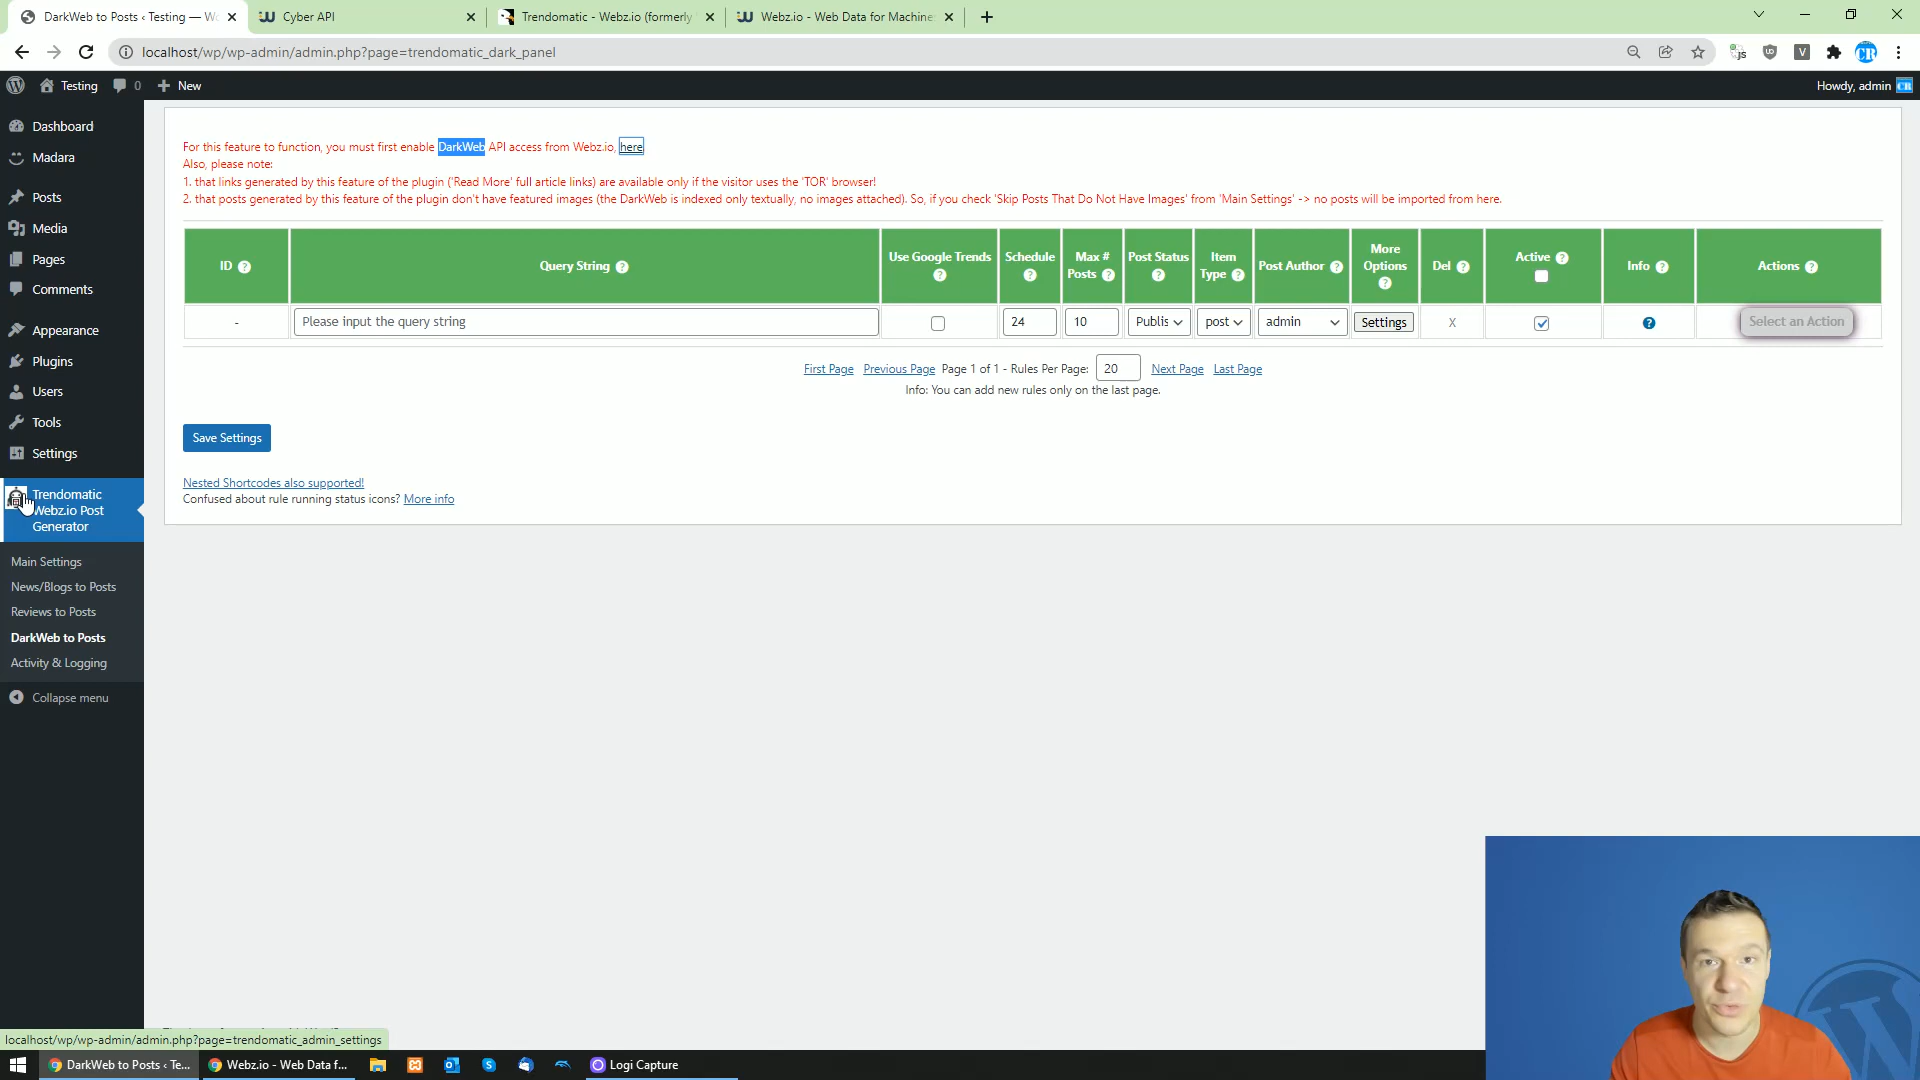 DarkWeb to Posts ‹ Testing — Wo
Cyber API
Trendomatic - Webz.io (formerly
Webz.io - Web Data for Machine
localhost/wp/wp-admin/admin.php?page=trendomatic_dark_panel
Testing
0
New
Howdy, admin
Dashboard
Madara
Posts
Media
Pages
Comments
Appearance
Plugins
Users
Tools
Settings
Trendomatic
Webz.io Post
Generator
Main Settings
News/Blogs to Posts
Reviews to Posts
DarkWeb to Posts
Activity & Logging
Collapse menu
For this feature to function, you must first enable DarkWeb API access from Webz.io, here
Also, please note:
1. that links generated by this feature of the plugin ('Read More' full article links) are available only if the visitor uses the 'TOR' browser!
2. that posts generated by this feature of the plugin don't have featured images (the DarkWeb is indexed only textually, no images attached). So, if you check 'Skip Posts That Do Not Have Images' from 'Main Settings' -> no posts will be imported from here.
ID ? Query String ? Use Google Trends ? Schedule ? Max # Posts ? Post Status ? Item Type ? Post Author ? More Options ? Del ? Active ? Info ? Actions ?
- Please input the query string 24 10 Publis post admin Settings X ? Select an Action
First Page Previous Page Page 1 of 1 - Rules Per Page: 20 Next Page Last Page
Info: You can add new rules only on the last page.
Save Settings
Nested Shortcodes also supported!
Confused about rule running status icons? More info
localhost/wp/wp-admin/admin.php?page=trendomatic_admin_settings
DarkWeb to Posts ‹ Te...
Webz.io - Web Data f...
Logi Capture